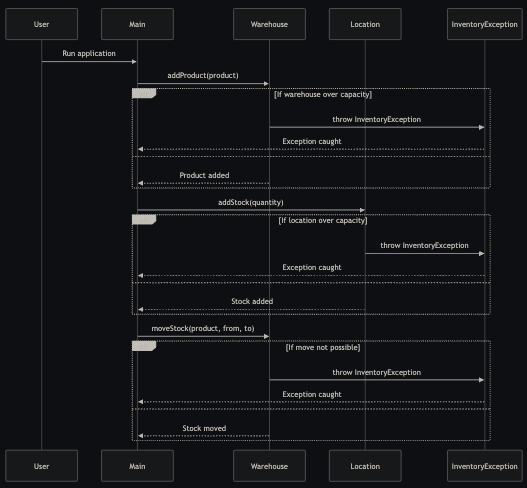 User
Main
Warehouse
Location
InventoryException
Run application
addProduct(product)
[If warehouse over capacity]
throw InventoryException
Exception caught
Product added
addStock(quantity)
[If location over capacity]
throw InventoryException
Exception caught
Stock added
moveStock(product, from, to)
[If move not possible]
throw InventoryException
Exception caught
Stock moved
User
Main
Warehouse
Location
InventoryException